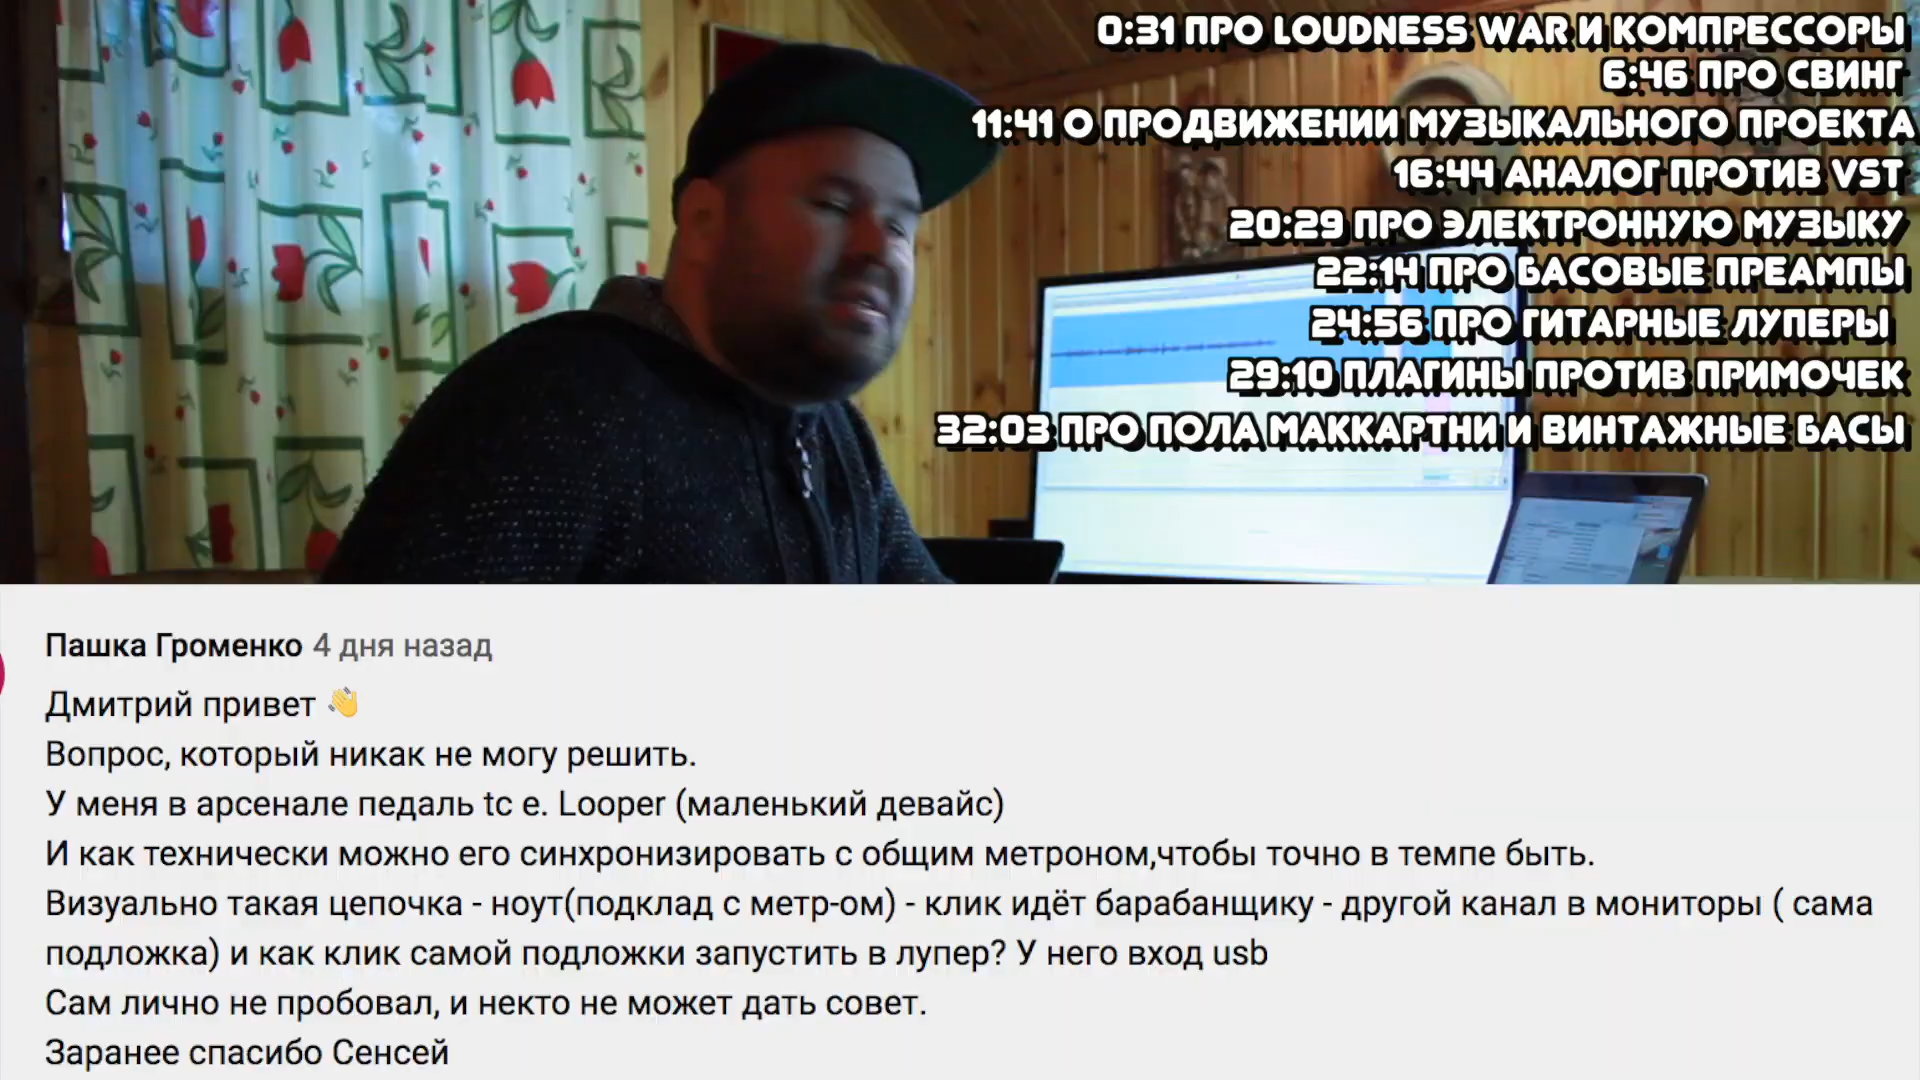 0:31 ПРО LOUDNESS WAR И КОМПРЕССОРЫ
6:46 ПРО СВИНГ
11:41 О ПРОДВИЖЕНИИ МУЗЫКАЛЬНОГО ПРОЕКТА
16:44 АНАЛОГ ПРОТИВ VST
20:29 ПРО ЭЛЕКТРОННУЮ МУЗЫКУ
22:14 ПРО БАСОВЫЕ ПРЕАМПЫ
24:56 ПРО ГИТАРНЫЕ ЛУПЕРЫ
29:10 ПЛАГИНЫ ПРОТИВ ПРИМОЧЕК
32:03 ПРО ПОЛА МАККАРТНИ И ВИНТАЖНЫЕ БАСЫ
Пашка Громенко 4 дня назад
Дмитрий привет 👋
Вопрос, который никак не могу решить.
У меня в арсенале педаль tc e. Looper (маленький девайс)
И как технически можно его синхронизировать с общим метроном,чтобы точно в темпе быть.
Визуально такая цепочка - ноут(подклад с метр-ом) - клик идёт барабанщику - другой канал в мониторы ( сама
подложка) и как клик самой подложки запустить в лупер? У него вход usb
Сам лично не пробовал, и некто не может дать совет.
Заранее спасибо Сенсей